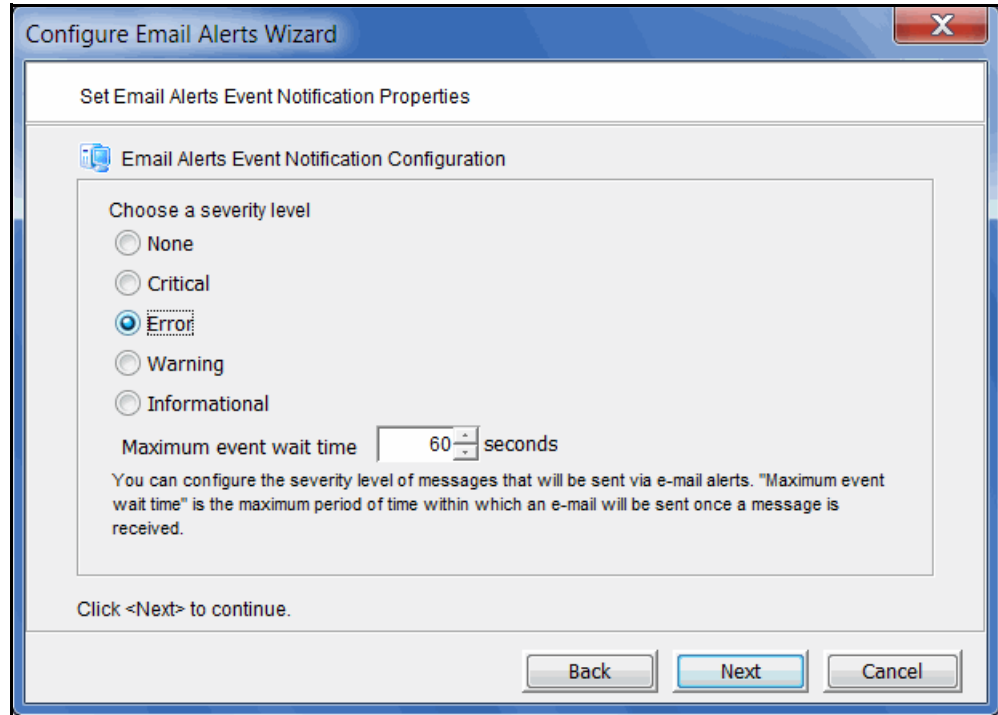 Configure Email Alerts Wizard
X
Set Email Alerts Event Notification Properties
Email Alerts Event Notification Configuration
Choose a severity level
None
Critical
Error
Warning
Informational
Maximum event wait time 60 seconds
You can configure the severity level of messages that will be sent via e-mail alerts. "Maximum event
wait time" is the maximum period of time within which an e-mail will be sent once a message is
received.
Click <Next> to continue.
Back Next Cancel